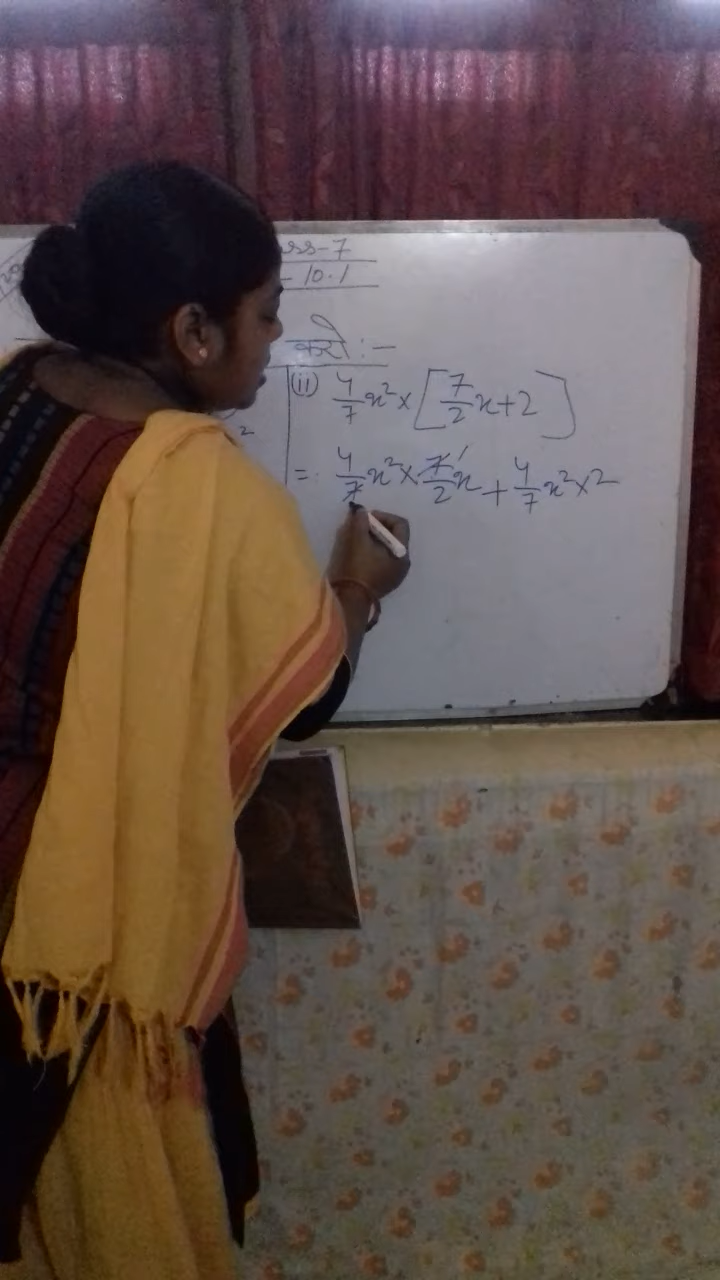 ss-7
- 10.1
करो :-
(ii) 4/7 x² × [7/2 x + 2]
2
= 4/7 x² × 7/2 x + 4/7 x² × 2